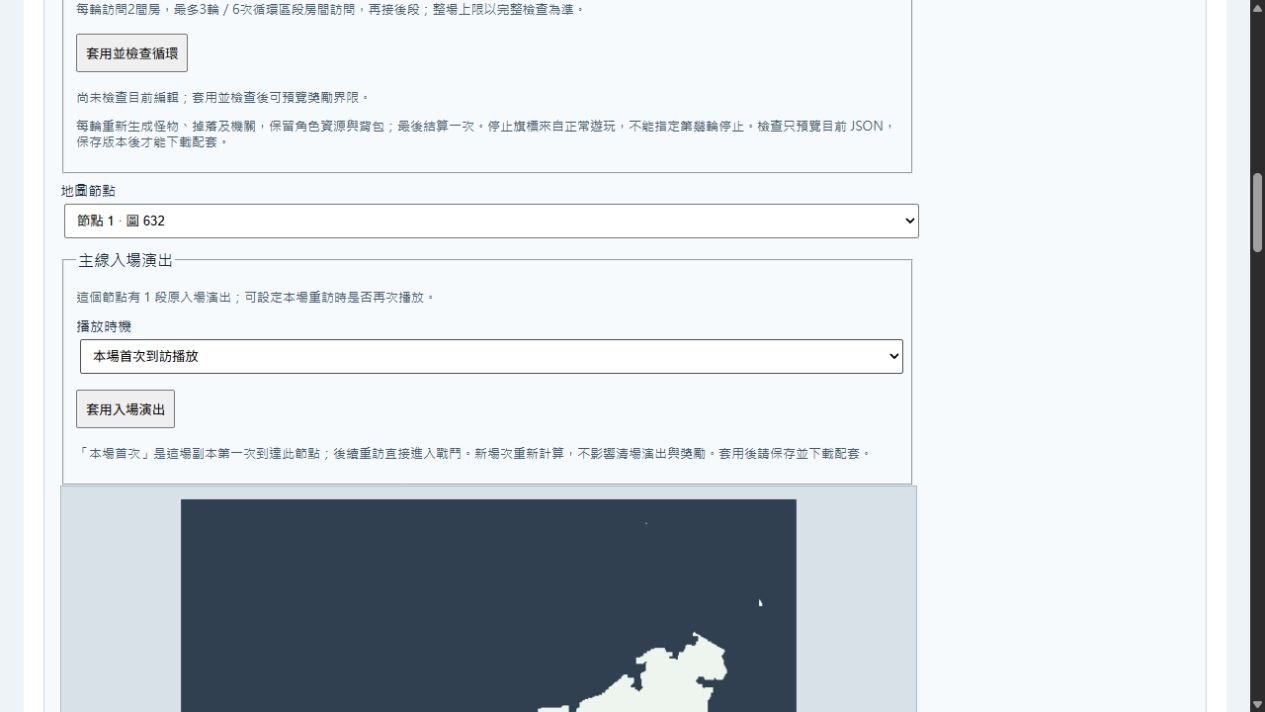 每輪訪問2間房，最多3輪 / 6次循環區段房間訪問，再接後段；整場上限以完整檢查為準。
套用並檢查循環
尚未檢查目前編輯；套用並檢查後可預覽獎勵界限。
每輪重新生成怪物、掉落及機關，保留角色資源與背包；最後結算一次。停止旗標來自正常遊玩，不能指定第幾輪停止。檢查只預覽目前 JSON，
保存版本後才能下載配套。
地圖節點
節點 1 · 圖 632
主線入場演出
這個節點有 1 段原入場演出；可設定本場重訪時是否再次播放。
播放時機
本場首次到訪播放
套用入場演出
「本場首次」是這場副本第一次到達此節點；後續重訪直接進入戰鬥。新場次重新計算，不影響清場演出與獎勵。套用後請保存並下載配套。